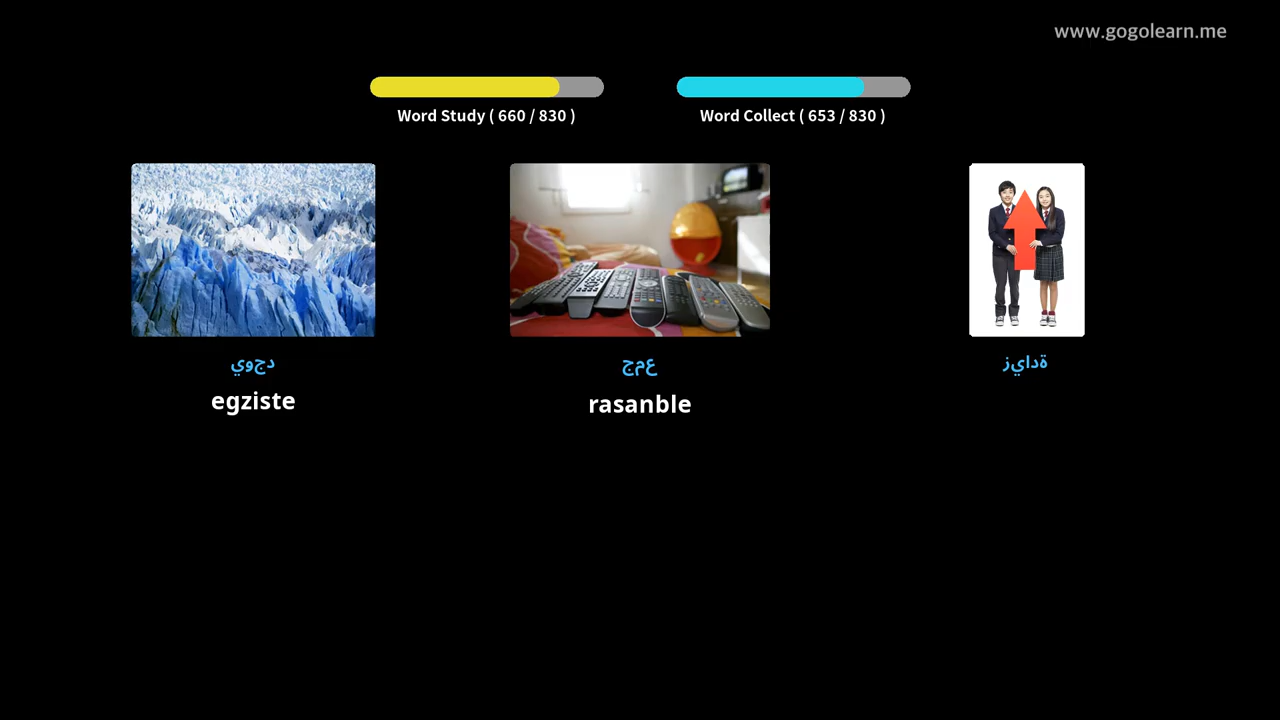 www.gogolearn.me
Word Study ( 660 / 830 )
Word Collect ( 653 / 830 )
دجوي
egziste
عمج
rasanble
ةدايز